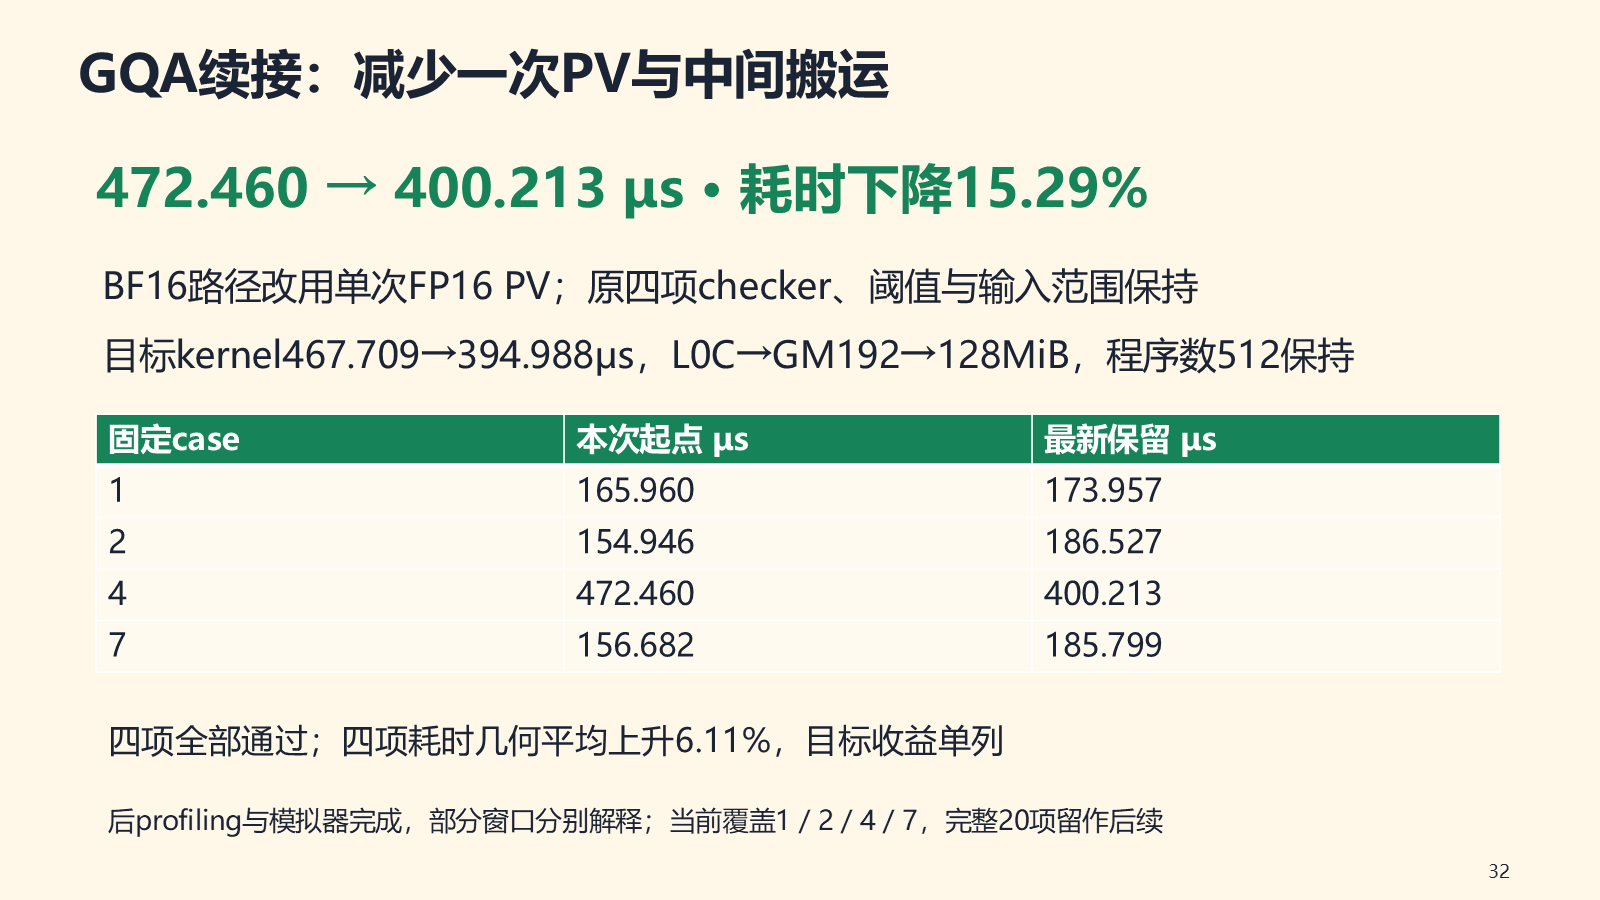 GQA续接：减少一次PV与中间搬运
472.460 → 400.213 μs • 耗时下降15.29%
BF16路径改用单次FP16 PV；原四项checker、阈值与输入范围保持
目标kernel467.709→394.988μs，L0C→GM192→128MiB，程序数512保持
固定case 本次起点 μs 最新保留 μs
1 165.960 173.957
2 154.946 186.527
4 472.460 400.213
7 156.682 185.799
四项全部通过；四项耗时几何平均上升6.11%，目标收益单列
后profiling与模拟器完成，部分窗口分别解释；当前覆盖1 / 2 / 4 / 7，完整20项留作后续
32